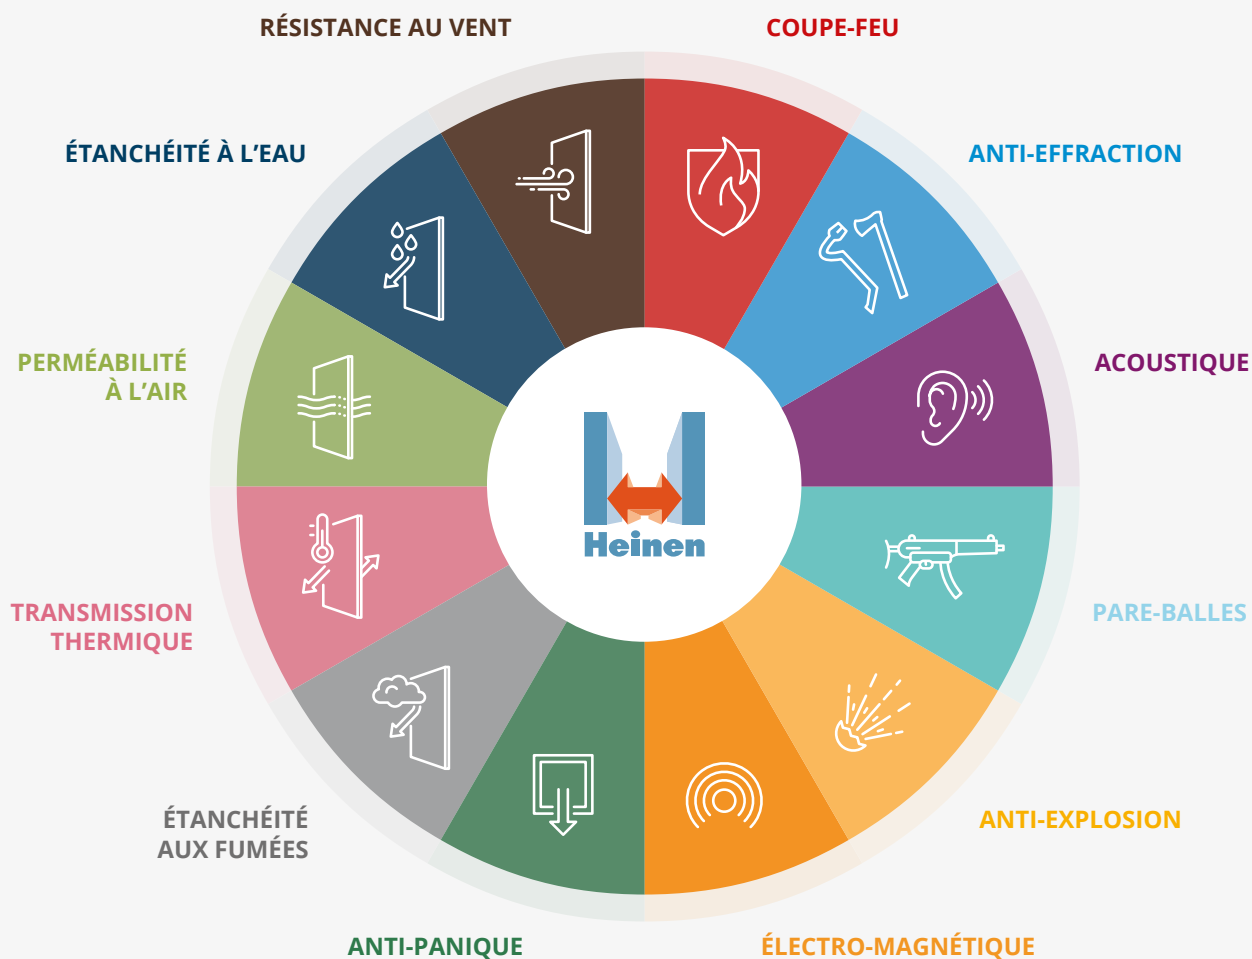 RÉSISTANCE AU VENT
COUPE-FEU
ÉTANCHÉITÉ À L’EAU
ANTI-EFFRACTION
PERMÉABILITÉ
À L’AIR
ACOUSTIQUE
Heinen
TRANSMISSION
THERMIQUE
PARE-BALLES
ÉTANCHÉITÉ
AUX FUMÉES
ANTI-EXPLOSION
ANTI-PANIQUE
ÉLECTRO-MAGNÉTIQUE